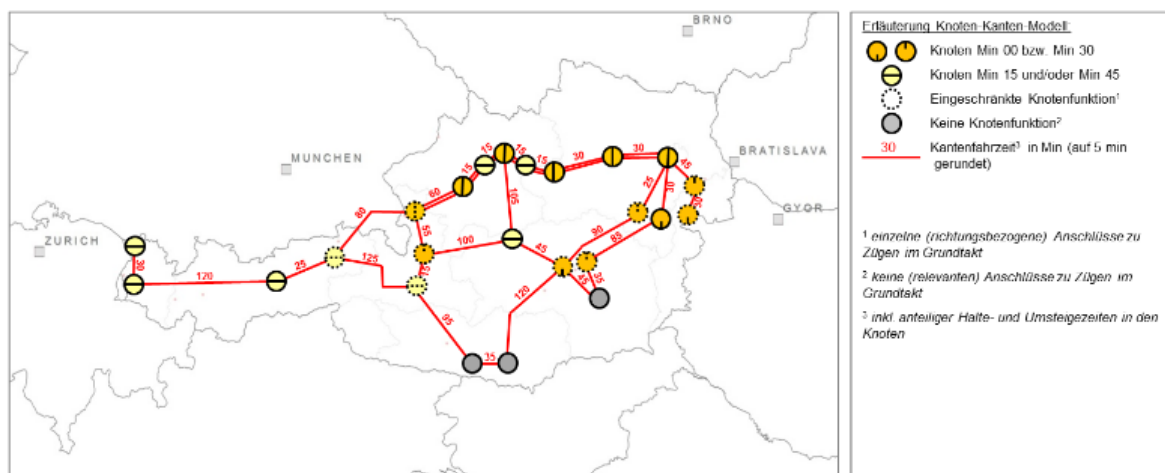 BRNO
MUNCHEN
BRATISLAVA
GYOR
ZURICH
15
15
15
60
15
30
30
45
25
30
30
80
55
105
100
90
85
45
30
120
25
125
15
120
45
35
95
35
Erläuterung Knoten-Kanten-Modell:
Knoten Min 00 bzw. Min 30
Knoten Min 15 und/oder Min 45
Eingeschränkte Knotenfunktion¹
Keine Knotenfunktion²
30 Kantenfahrzeit³ in Min (auf 5 min
gerundet)
¹ einzelne (richtungsbezogene) Anschlüsse zu
Zügen im Grundtakt
² keine (relevanten) Anschlüsse zu Zügen im
Grundtakt
³ inkl. anteiliger Halte- und Umsteigezeiten in den
Knoten